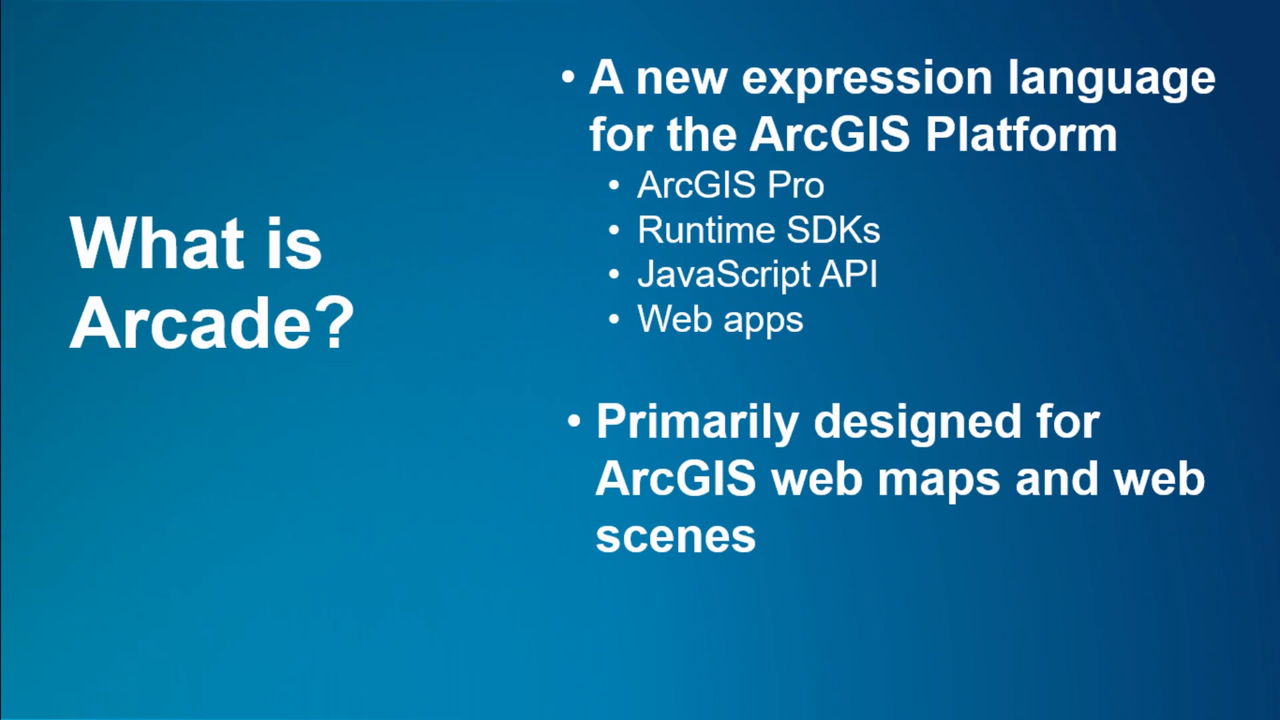 What is
Arcade?
• A new expression language
for the ArcGIS Platform
• ArcGIS Pro
• Runtime SDKs
• JavaScript API
• Web apps
• Primarily designed for
ArcGIS web maps and web
scenes